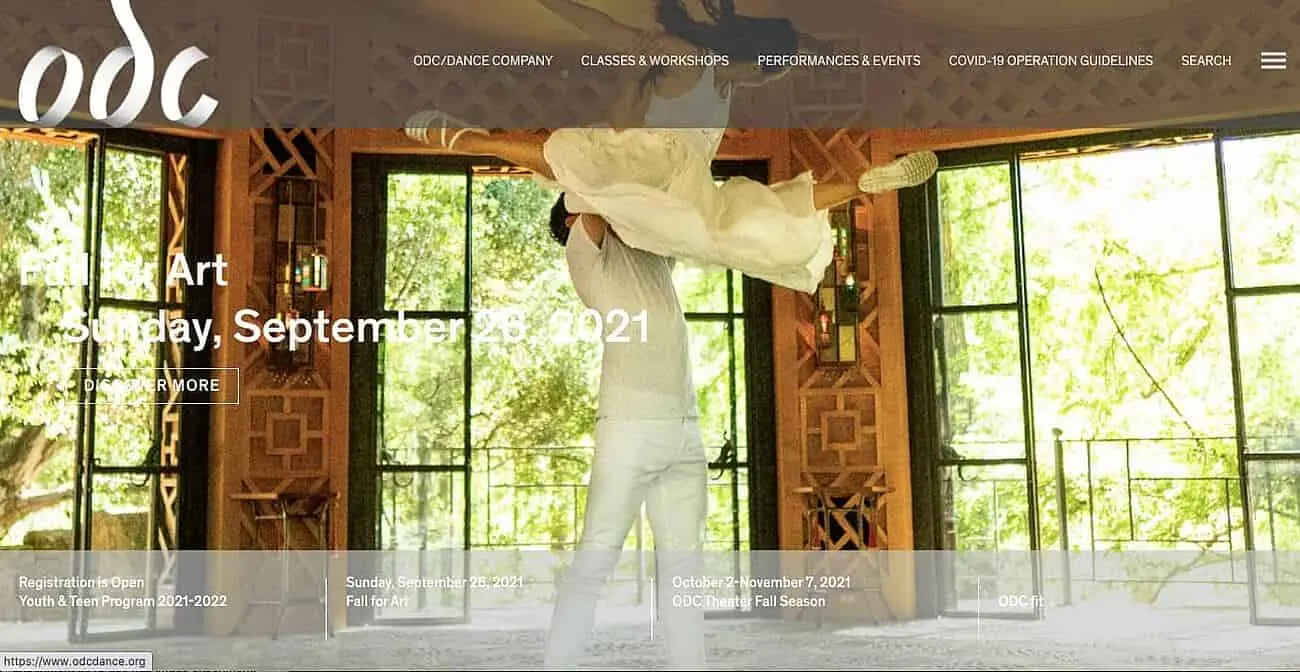 odc
ODC/DANCE COMPANY
CLASSES & WORKSHOPS
PERFORMANCES & EVENTS
COVID-19 OPERATION GUIDELINES
SEARCH
Fall for Art
Sunday, September 26, 2021
DISCOVER MORE
Registration is Open
Youth & Teen Program 2021-2022
Sunday, September 26, 2021
Fall for Art
October 2-November 7, 2021
ODC Theater Fall Season
ODC fit
https://www.odcdance.org